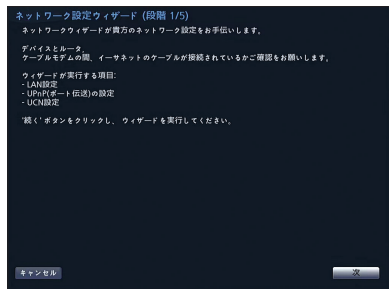 ネットワーク設定ウィザード (段階 1/5)
ネットワークウィザードが貴方のネットワーク設定をお手伝いします。
デバイスとルータ,
ケーブルモデムの間, イーサネットのケーブルが接続されているかご確認をお願いします。
ウィザードが実行する項目:
- LAN設定
- UPnP(ポート伝送)の設定
- UCN設定
'続く' ボタンをクリックし、 ウィザードを実行してください。
キャンセル
次